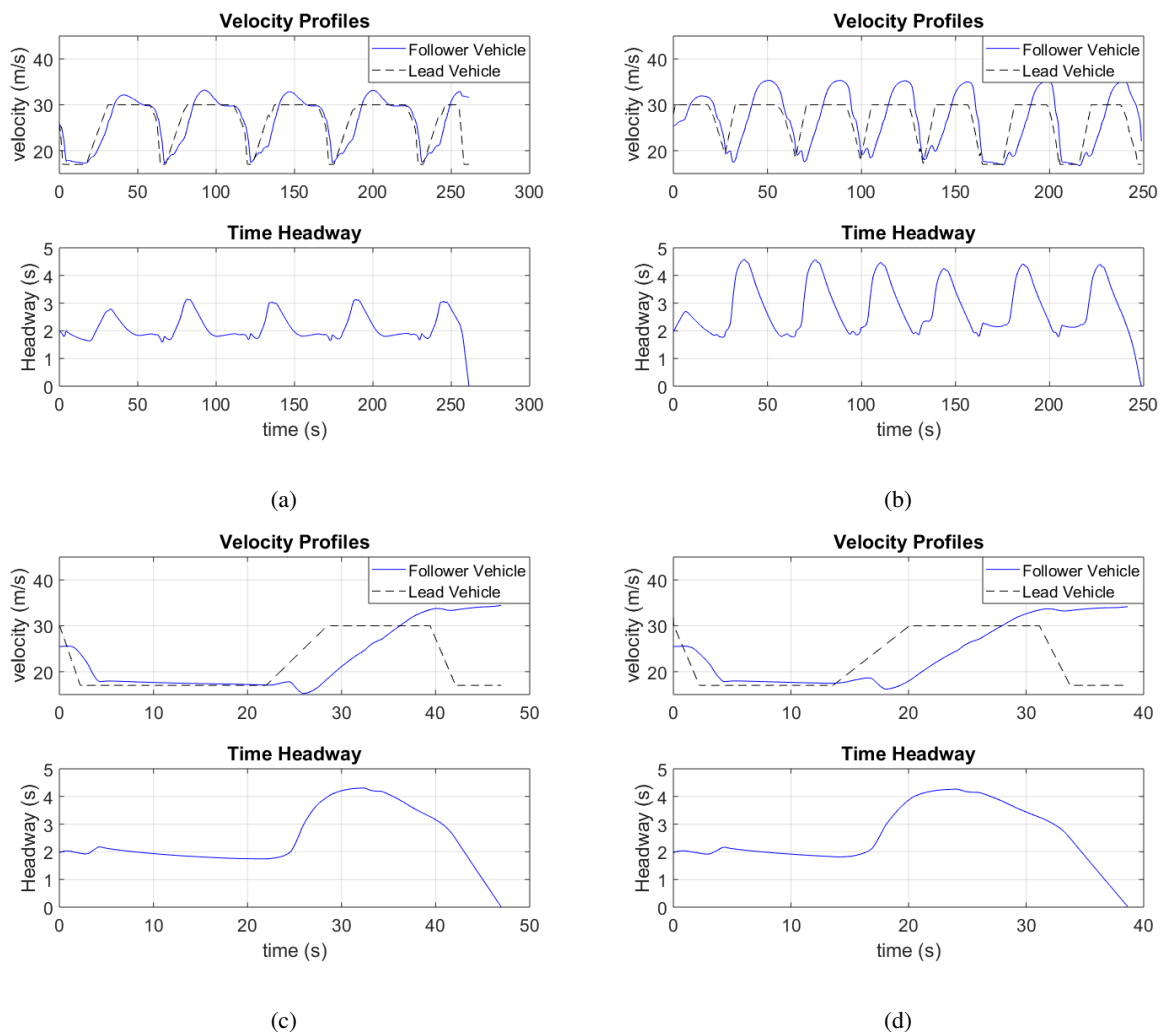 Velocity Profiles
velocity (m/s)
40
30
20
Follower Vehicle
Lead Vehicle
0 50 100 150 200 250 300
Time Headway
Headway (s)
5
4
3
2
1
0
0 50 100 150 200 250 300
time (s)
(a)
Velocity Profiles
velocity (m/s)
40
30
20
Follower Vehicle
Lead Vehicle
0 50 100 150 200 250
Time Headway
Headway (s)
5
4
3
2
1
0
0 50 100 150 200 250
time (s)
(b)
Velocity Profiles
velocity (m/s)
40
30
20
Follower Vehicle
Lead Vehicle
0 10 20 30 40 50
Time Headway
Headway (s)
5
4
3
2
1
0
0 10 20 30 40 50
time (s)
(c)
Velocity Profiles
velocity (m/s)
40
30
20
Follower Vehicle
Lead Vehicle
0 10 20 30 40
Time Headway
Headway (s)
5
4
3
2
1
0
0 10 20 30 40
time (s)
(d)